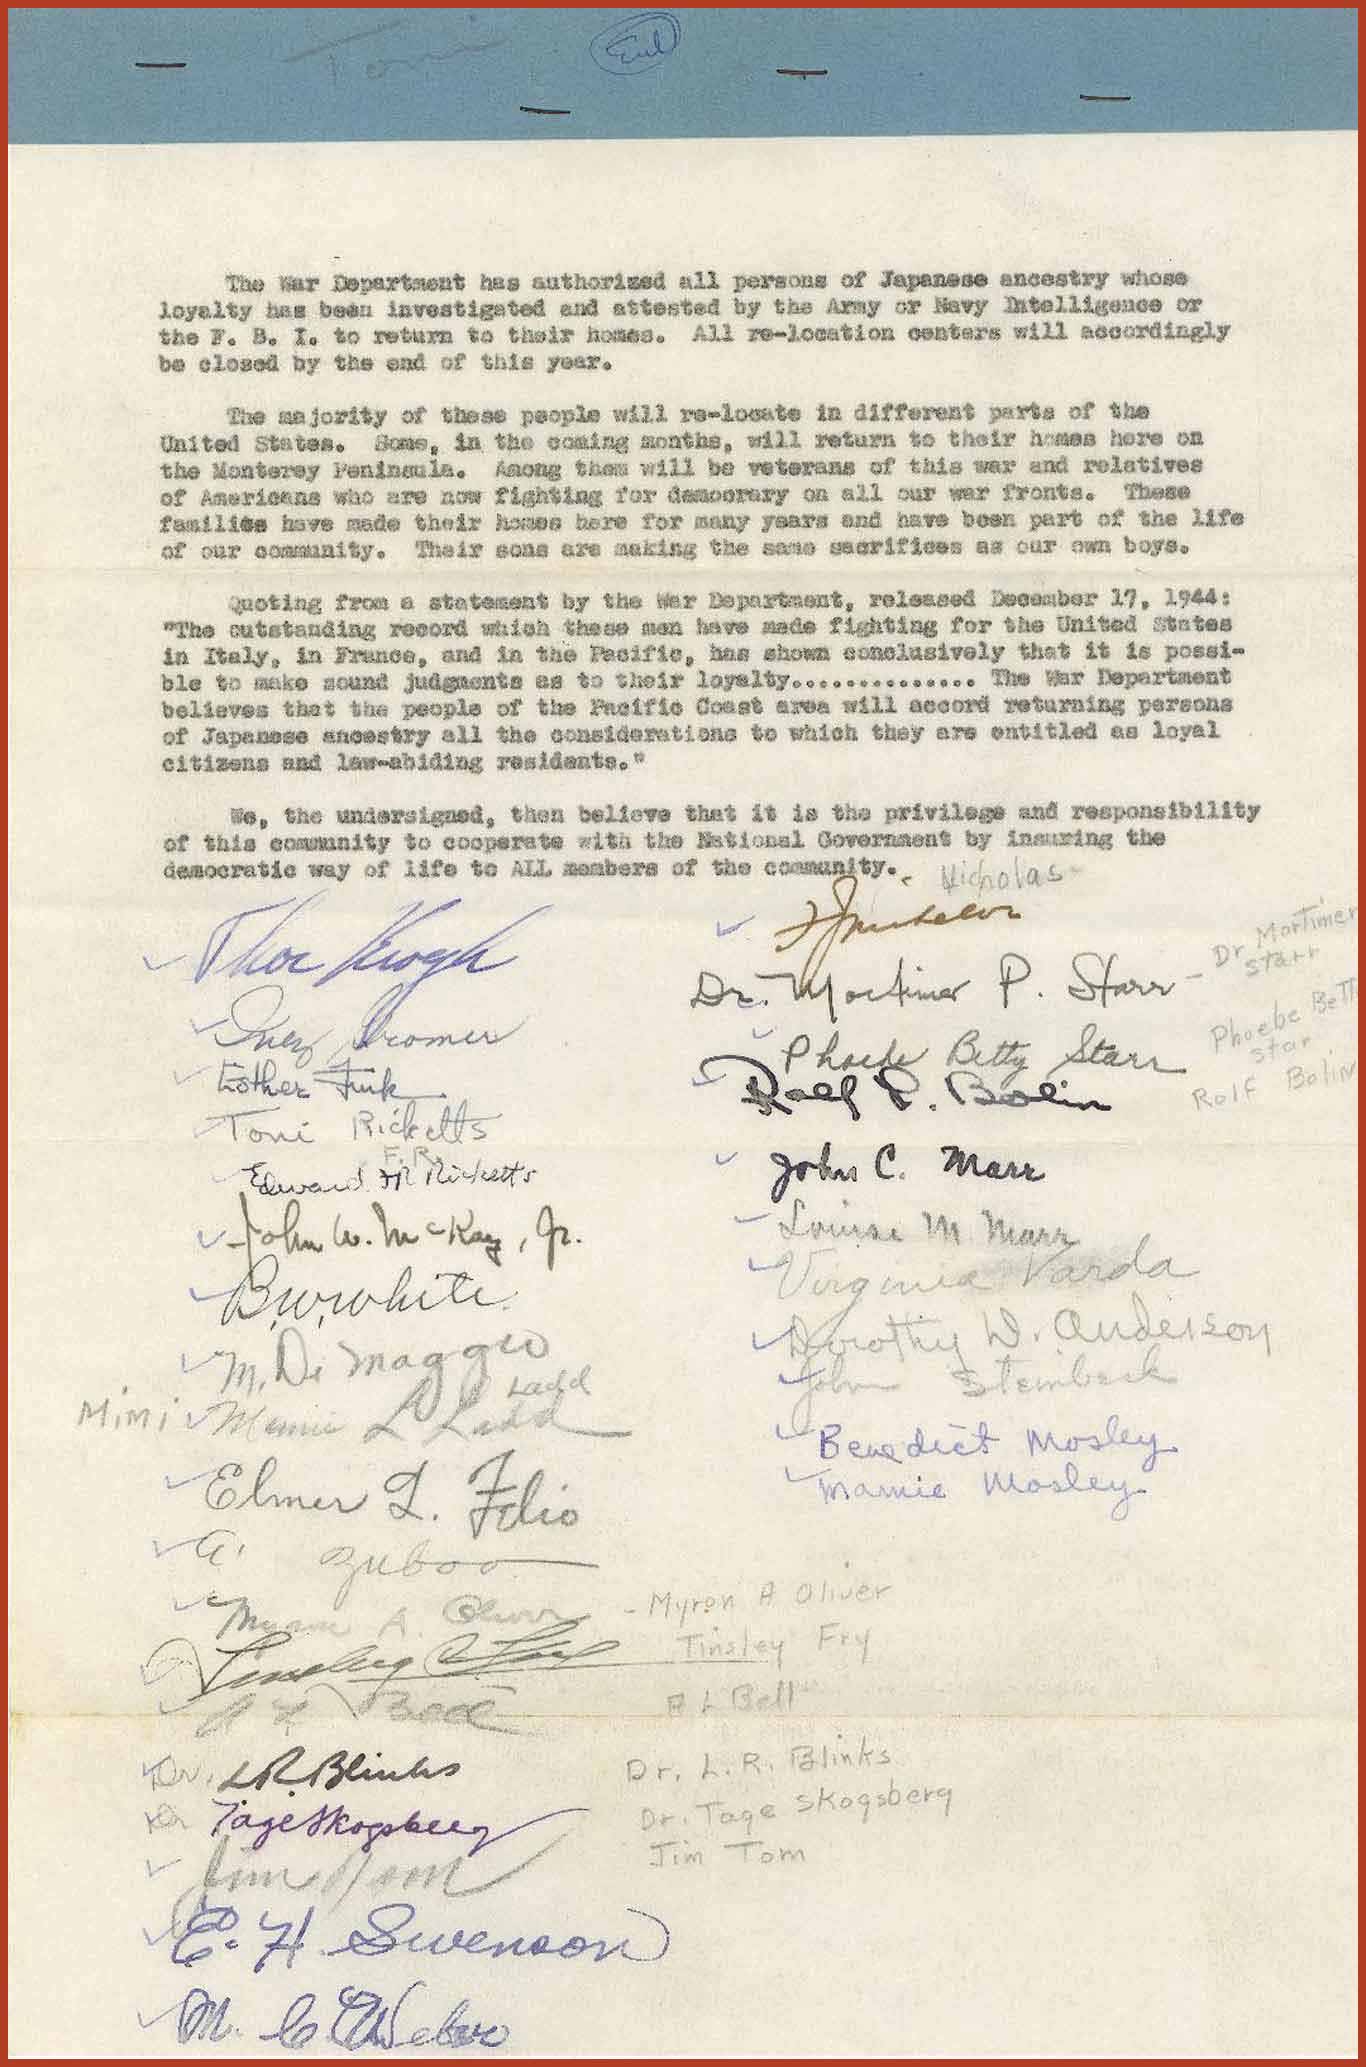 Toni
The War Department has authorized all persons of Japanese ancestry whose
loyalty has been investigated and attested by the Army or Navy Intelligence or
the F. B. I. to return to their homes. All re-location centers will accordingly
be closed by the end of this year.
The majority of these people will re-locate in different parts of the
United States. Some, in the coming months, will return to their homes here on
the Monterey Peninsula. Among them will be veterans of this war and relatives
of Americans who are now fighting for democrary on all our war fronts. These
families have made their homes here for many years and have been part of the life
of our community. Their sons are making the same sacrifices as our own boys.
Quoting from a statement by the War Department, released December 17, 1944:
"The outstanding record which these men have made fighting for the United States
in Italy, in France, and in the Pacific, has shown conclusively that it is possi-
ble to make sound judgments as to their loyalty.............. The War Department
believes that the people of the Pacific Coast area will accord returning persons
of Japanese ancestry all the considerations to which they are entitled as loyal
citizens and law-abiding residents."
We, the undersigned, then believe that it is the privilege and responsibility
of this community to cooperate with the National Government by insuring the
democratic way of life to ALL members of the community.
Nicholas
Thor Krogh
Inez Cromer
Esther Fink
Toni Ricketts
F. R.
Edward F R Ricketts
John W. McKay, Jr.
B.W.White.
M. Di Maggio
Ladd
Mimi Mimi L Ladd
Elmer L. Felio
A.
Myron A. Oliver - Myron A Oliver
Tinsley C Fry Tinsley Fry
A L Bell A L Bell
Dr. L R Blinks Dr. L. R. Blinks
Dr Tage Skogsberg Dr. Tage Skogsberg
Jim Tom Jim Tom
E. H. Swenson
M. C.
Dr. Mortimer P. Starr - Dr Mortimer Starr
Phoebe Betty Starr Phoebe Bett Star
Rolf L. Bolin Rolf Bolin
John C. Marr
Louise M Marr
Virginia Varda
Dorothy W. Anderson
John Steinbeck
Benedict Mosley
Mamie Mosley